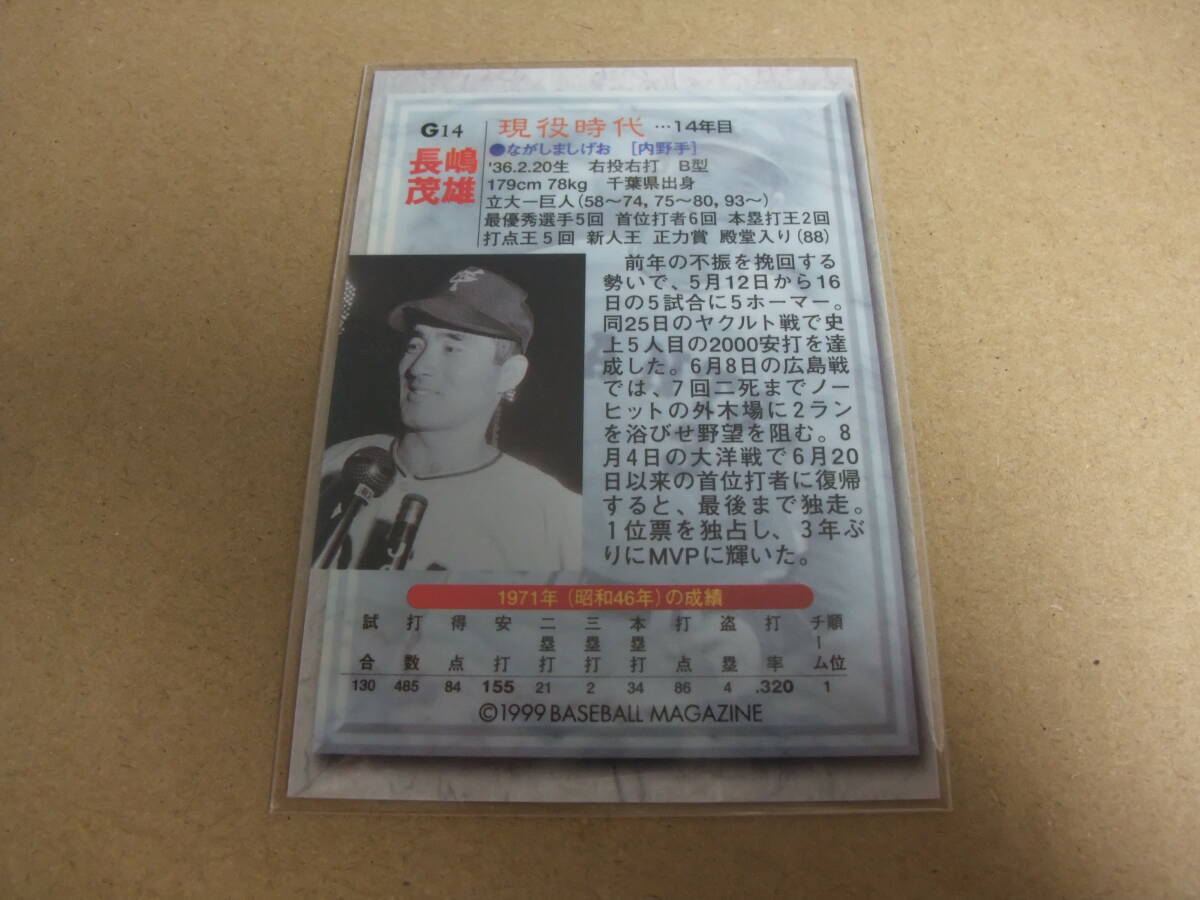 G14
長嶋
茂雄
現役時代 …14年目
●ながしましげお [内野手]
'36.2.20生 右投右打 B型
179cm 78kg 千葉県出身
立大ー巨人(58〜74, 75〜80, 93〜)
最優秀選手5回 首位打者6回 本塁打王2回
打点王5回 新人王 正力賞 殿堂入り(88)
前年の不振を挽回する
勢いで、5月12日から16
日の5試合に5ホーマー。
同25日のヤクルト戦で史
上5人目の2000安打を達
成した。6月8日の広島戦
では、7回二死までノー
ヒットの外木場に2ラン
を浴びせ野望を阻む。8
月4日の大洋戦で6月20
日以来の首位打者に復帰
すると、最後まで独走。
1位票を独占し、3年ぶ
りにMVPに輝いた。
1971年(昭和46年)の成績
試合 打数 得点 安打 二塁打 三塁打 本塁打 打点 盗塁 打率 チーム順位
130 485 84 155 21 2 34 86 4 .320 1
©1999 BASEBALL MAGAZINE